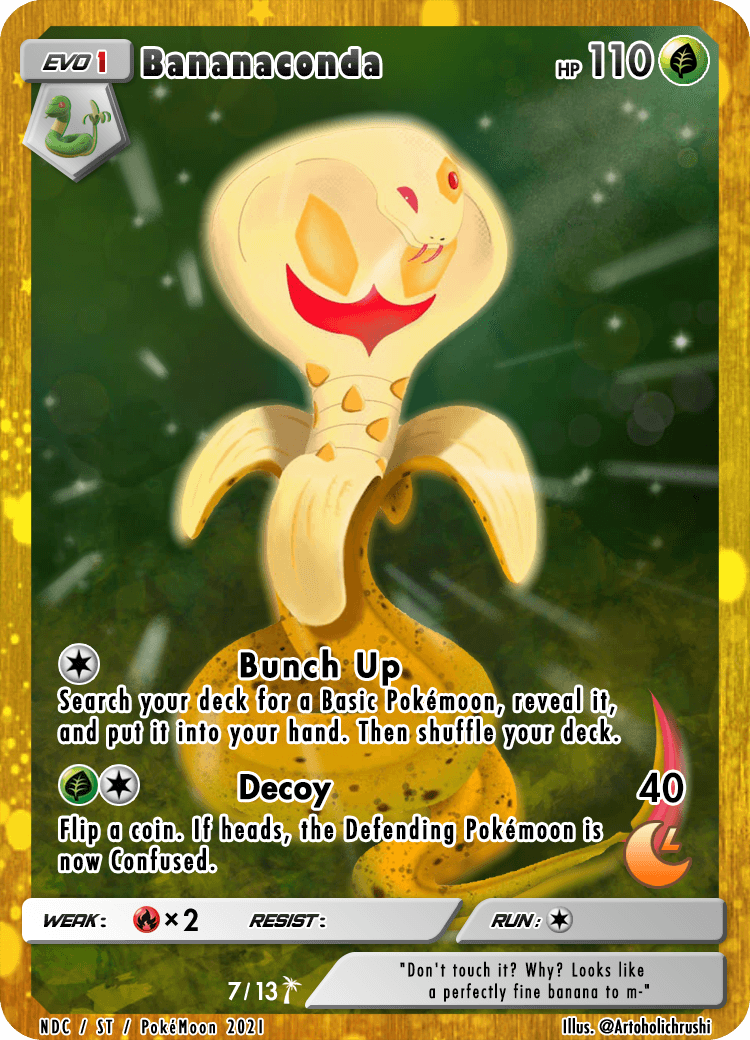 EVO 1 Bananaconda HP 110
Bunch Up
Search your deck for a Basic Pokémoon, reveal it,
and put it into your hand. Then shuffle your deck.
Decoy 40
Flip a coin. If heads, the Defending Pokémoon is
now Confused.
L
WEAK: ×2 RESIST: RUN:
7/13
"Don't touch it? Why? Looks like
a perfectly fine banana to m-"
NDC / ST / PokéMoon 2021 Illus. @Artoholichrushi